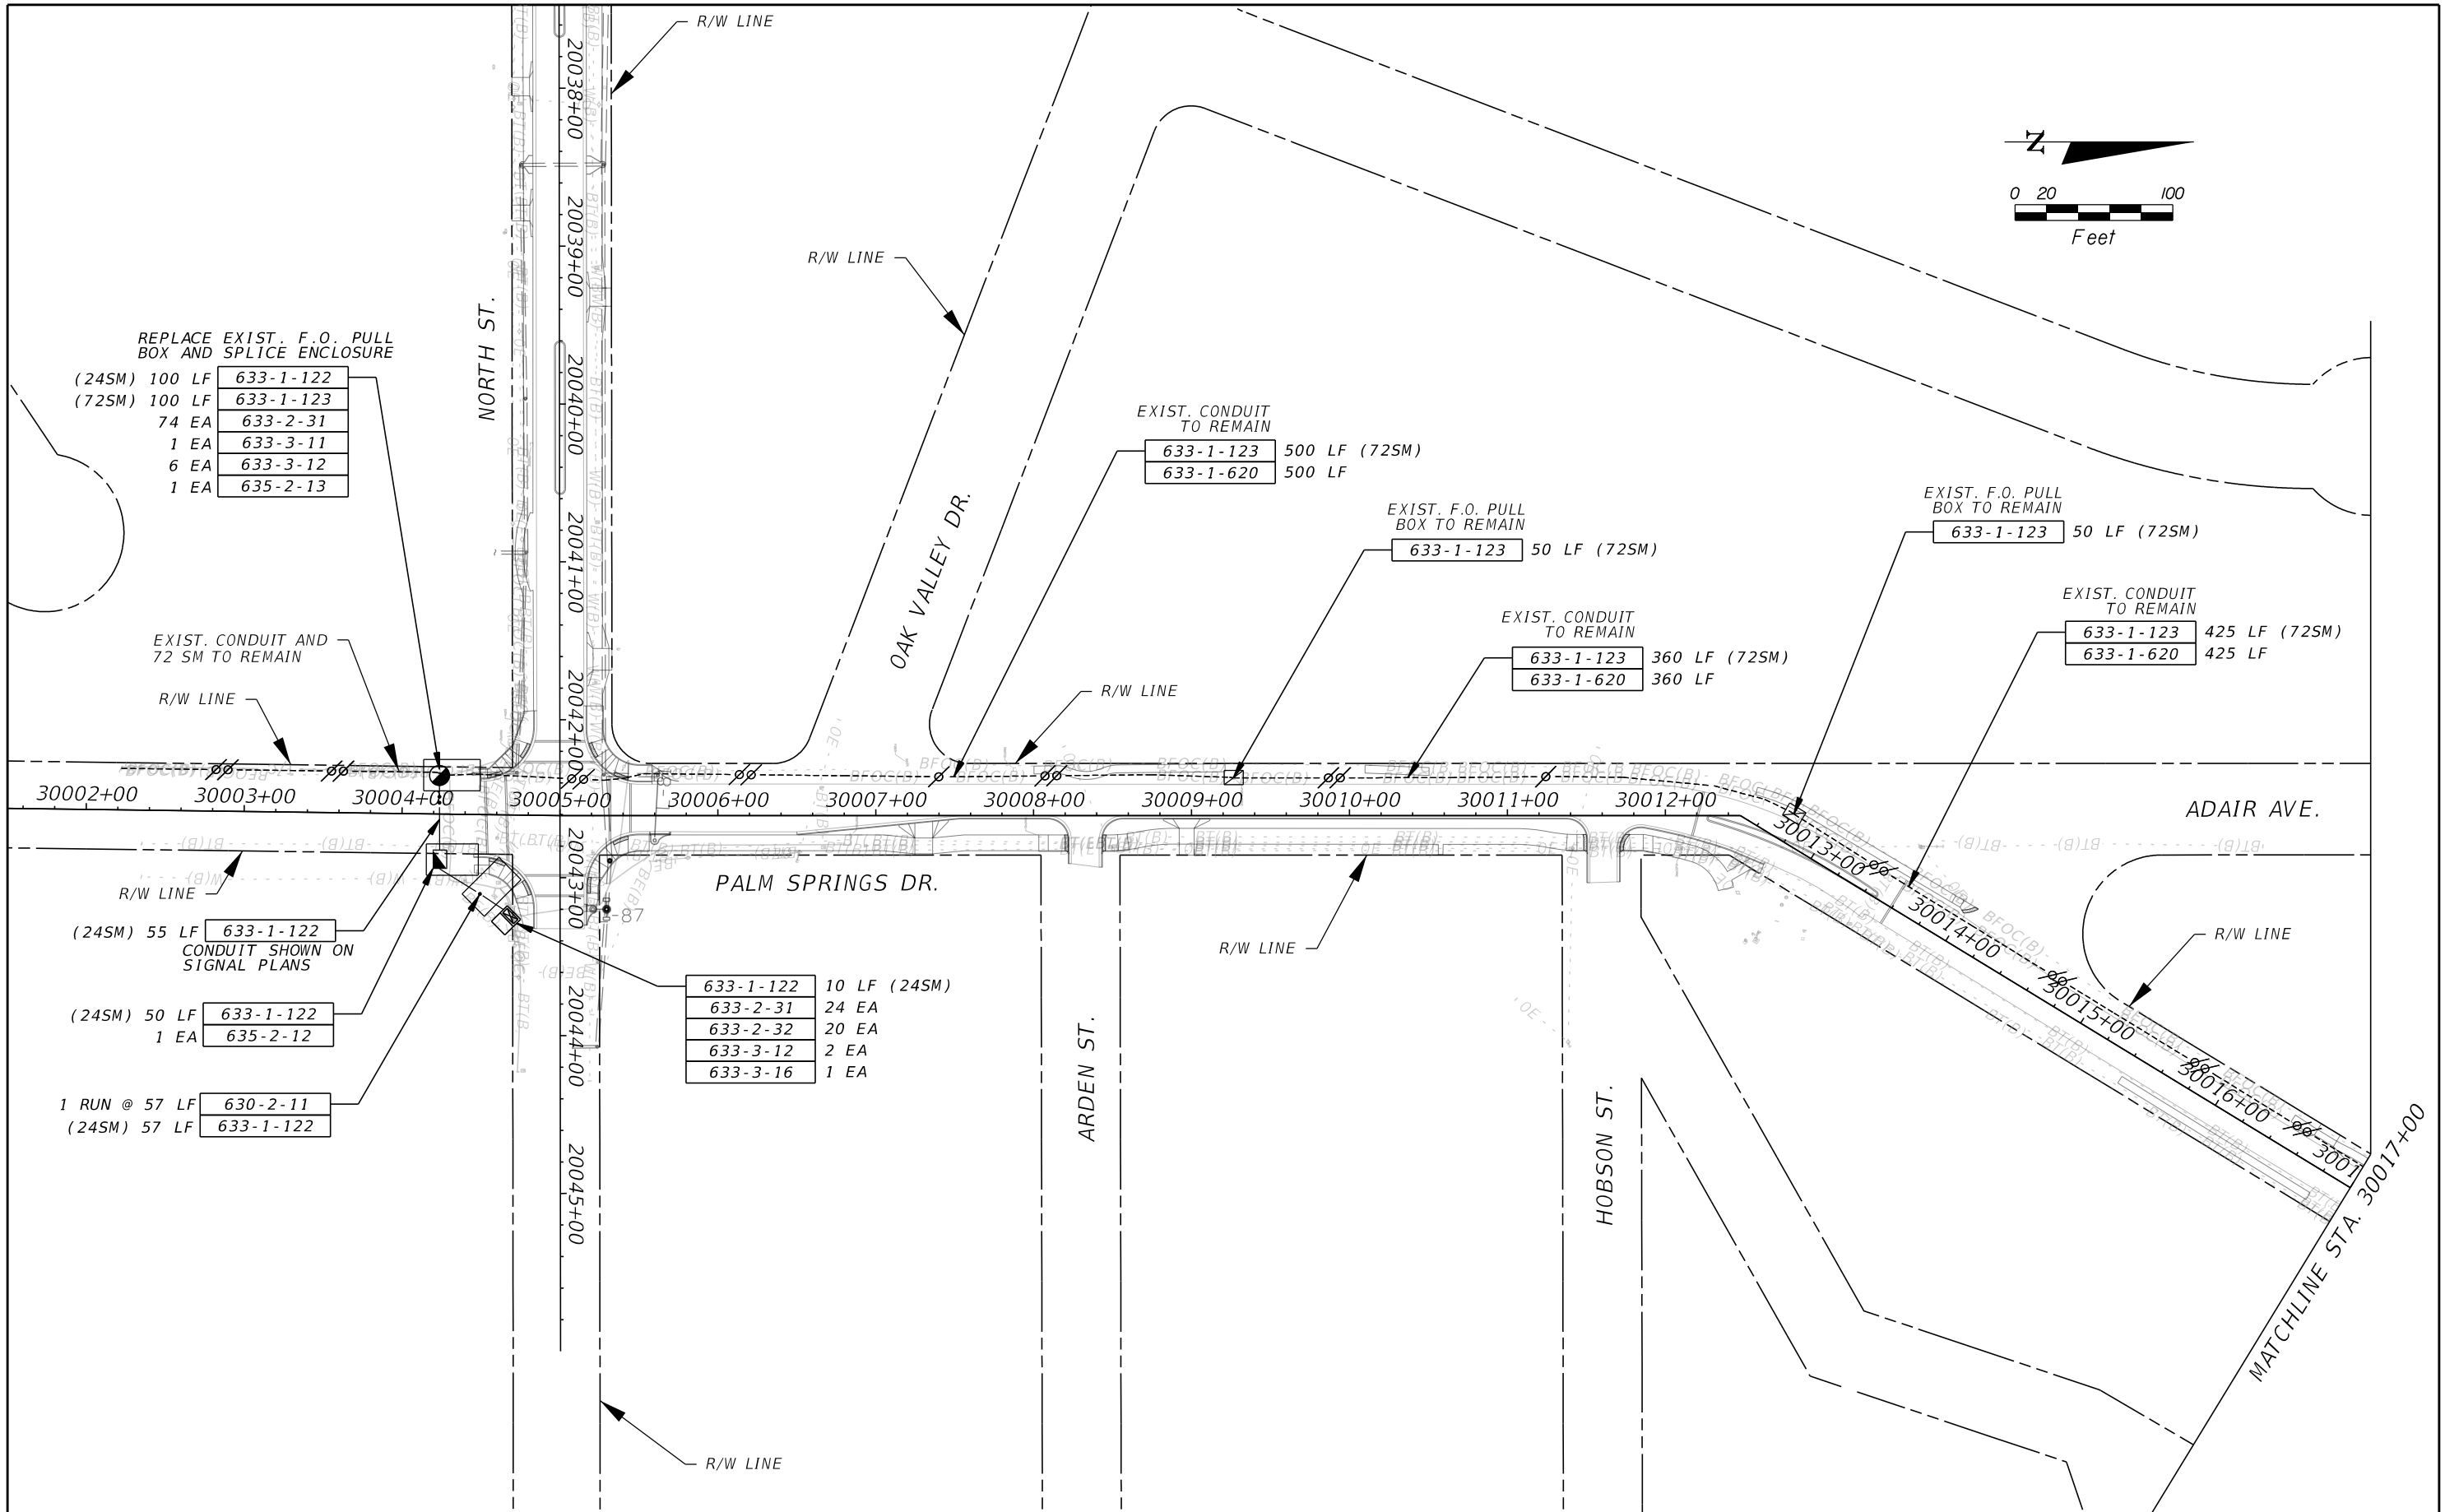 R/W LINE
N
0 20 100
Feet
20038+00
20039+00
20040+00
20041+00
20042+00
20043+00
20044+00
20045+00
NORTH ST.
R/W LINE
REPLACE EXIST. F.O. PULL
BOX AND SPLICE ENCLOSURE
(24SM) 100 LF 633-1-122
(72SM) 100 LF 633-1-123
74 EA 633-2-31
1 EA 633-3-11
6 EA 633-3-12
1 EA 635-2-13
EXIST. CONDUIT
TO REMAIN
633-1-123 500 LF (72SM)
633-1-620 500 LF
OAK VALLEY DR.
EXIST. F.O. PULL
BOX TO REMAIN
633-1-123 50 LF (72SM)
EXIST. F.O. PULL
BOX TO REMAIN
633-1-123 50 LF (72SM)
EXIST. CONDUIT
TO REMAIN
633-1-123 360 LF (72SM)
633-1-620 360 LF
EXIST. CONDUIT
TO REMAIN
633-1-123 425 LF (72SM)
633-1-620 425 LF
EXIST. CONDUIT AND
72 SM TO REMAIN
R/W LINE
R/W LINE
30002+00 30003+00 30004+00 30005+00 30006+00 30007+00 30008+00 30009+00 30010+00 30011+00 30012+00
30013+00
30014+00
30015+00
30016+00
3001
ADAIR AVE.
R/W LINE
PALM SPRINGS DR.
-87
R/W LINE
R/W LINE
(24SM) 55 LF 633-1-122
CONDUIT SHOWN ON
SIGNAL PLANS
(24SM) 50 LF 633-1-122
1 EA 635-2-12
1 RUN @ 57 LF 630-2-11
(24SM) 57 LF 633-1-122
633-1-122 10 LF (24SM)
633-2-31 24 EA
633-2-32 20 EA
633-3-12 2 EA
633-3-16 1 EA
ARDEN ST.
HOBSON ST.
MATCHLINE STA. 30017+00
R/W LINE